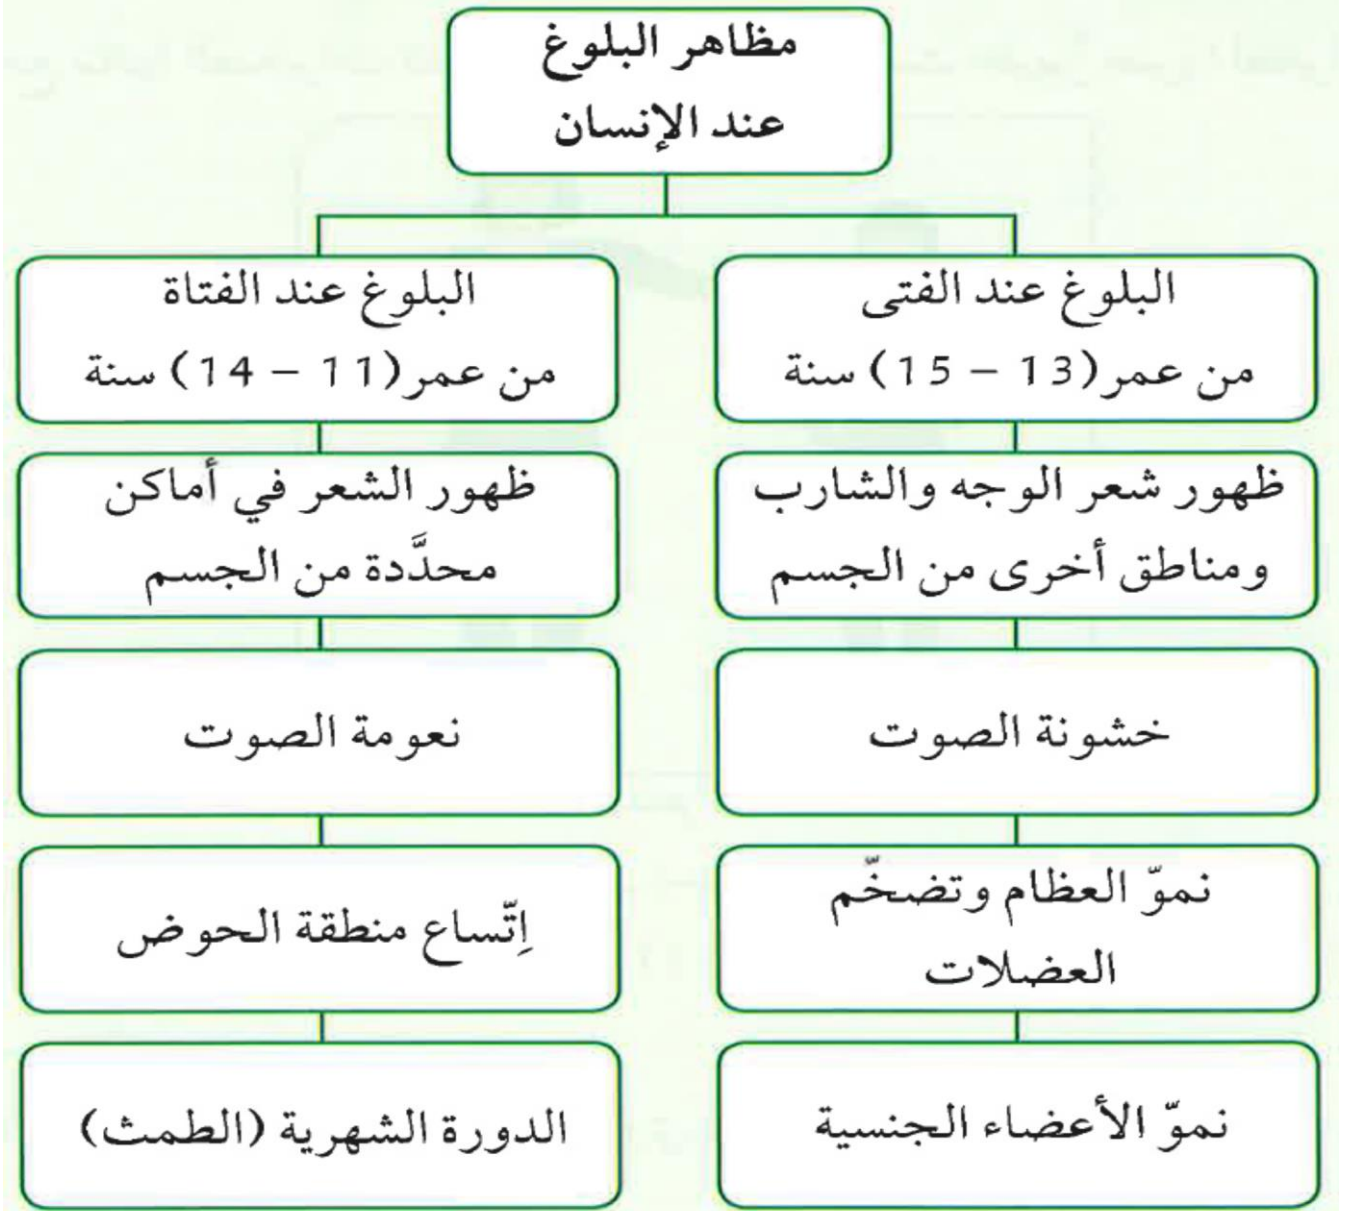 مظاهر البلوغ
عند الإنسان
البلوغ عند الفتى
من عمر (13 – 15) سنة
ظهور شعر الوجه والشارب
ومناطق أخرى من الجسم
خشونة الصوت
نموّ العظام وتضخّم
العضلات
نموّ الأعضاء الجنسية
البلوغ عند الفتاة
من عمر (11 – 14) سنة
ظهور الشعر في أماكن
محدَّدة من الجسم
نعومة الصوت
اِتّساع منطقة الحوض
الدورة الشهرية (الطمث)